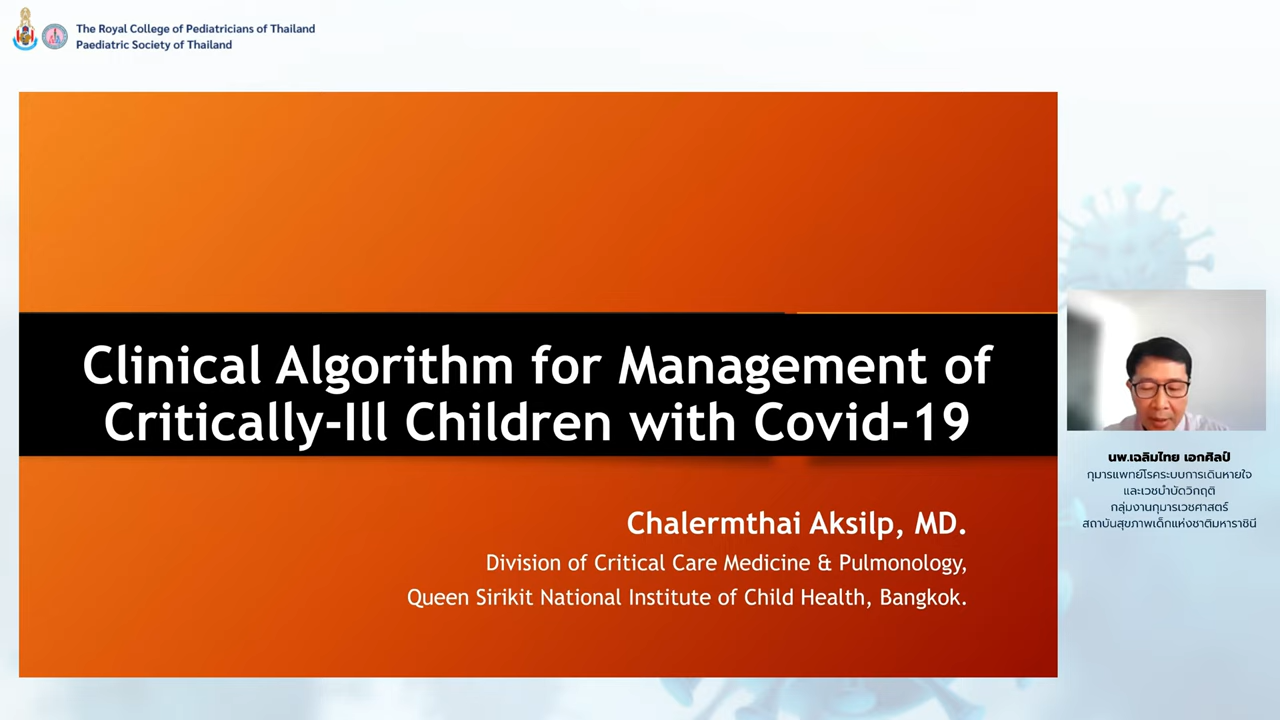 The Royal College of Pediatricians of Thailand
Paediatric Society of Thailand
Clinical Algorithm for Management of
Critically-Ill Children with Covid-19
Chalermthai Aksilp, MD.
Division of Critical Care Medicine & Pulmonology,
Queen Sirikit National Institute of Child Health, Bangkok.
นพ.เฉลิมไทย เอกศิลป์
กุมารแพทย์โรคระบบการเดินหายใจ
และเวชบำบัดวิกฤติ
กลุ่มงานกุมารเวชศาสตร์
สถาบันสุขภาพเด็กแห่งชาติมหาราชินี